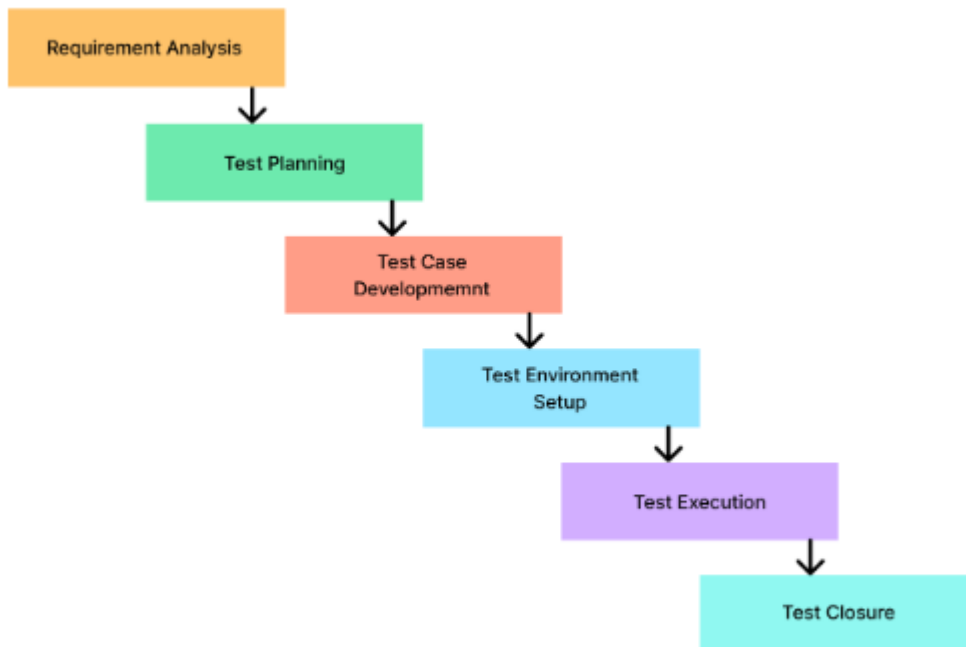 Requirement Analysis
Test Planning
Test Case
Developmemnt
Test Environment
Setup
Test Execution
Test Closure